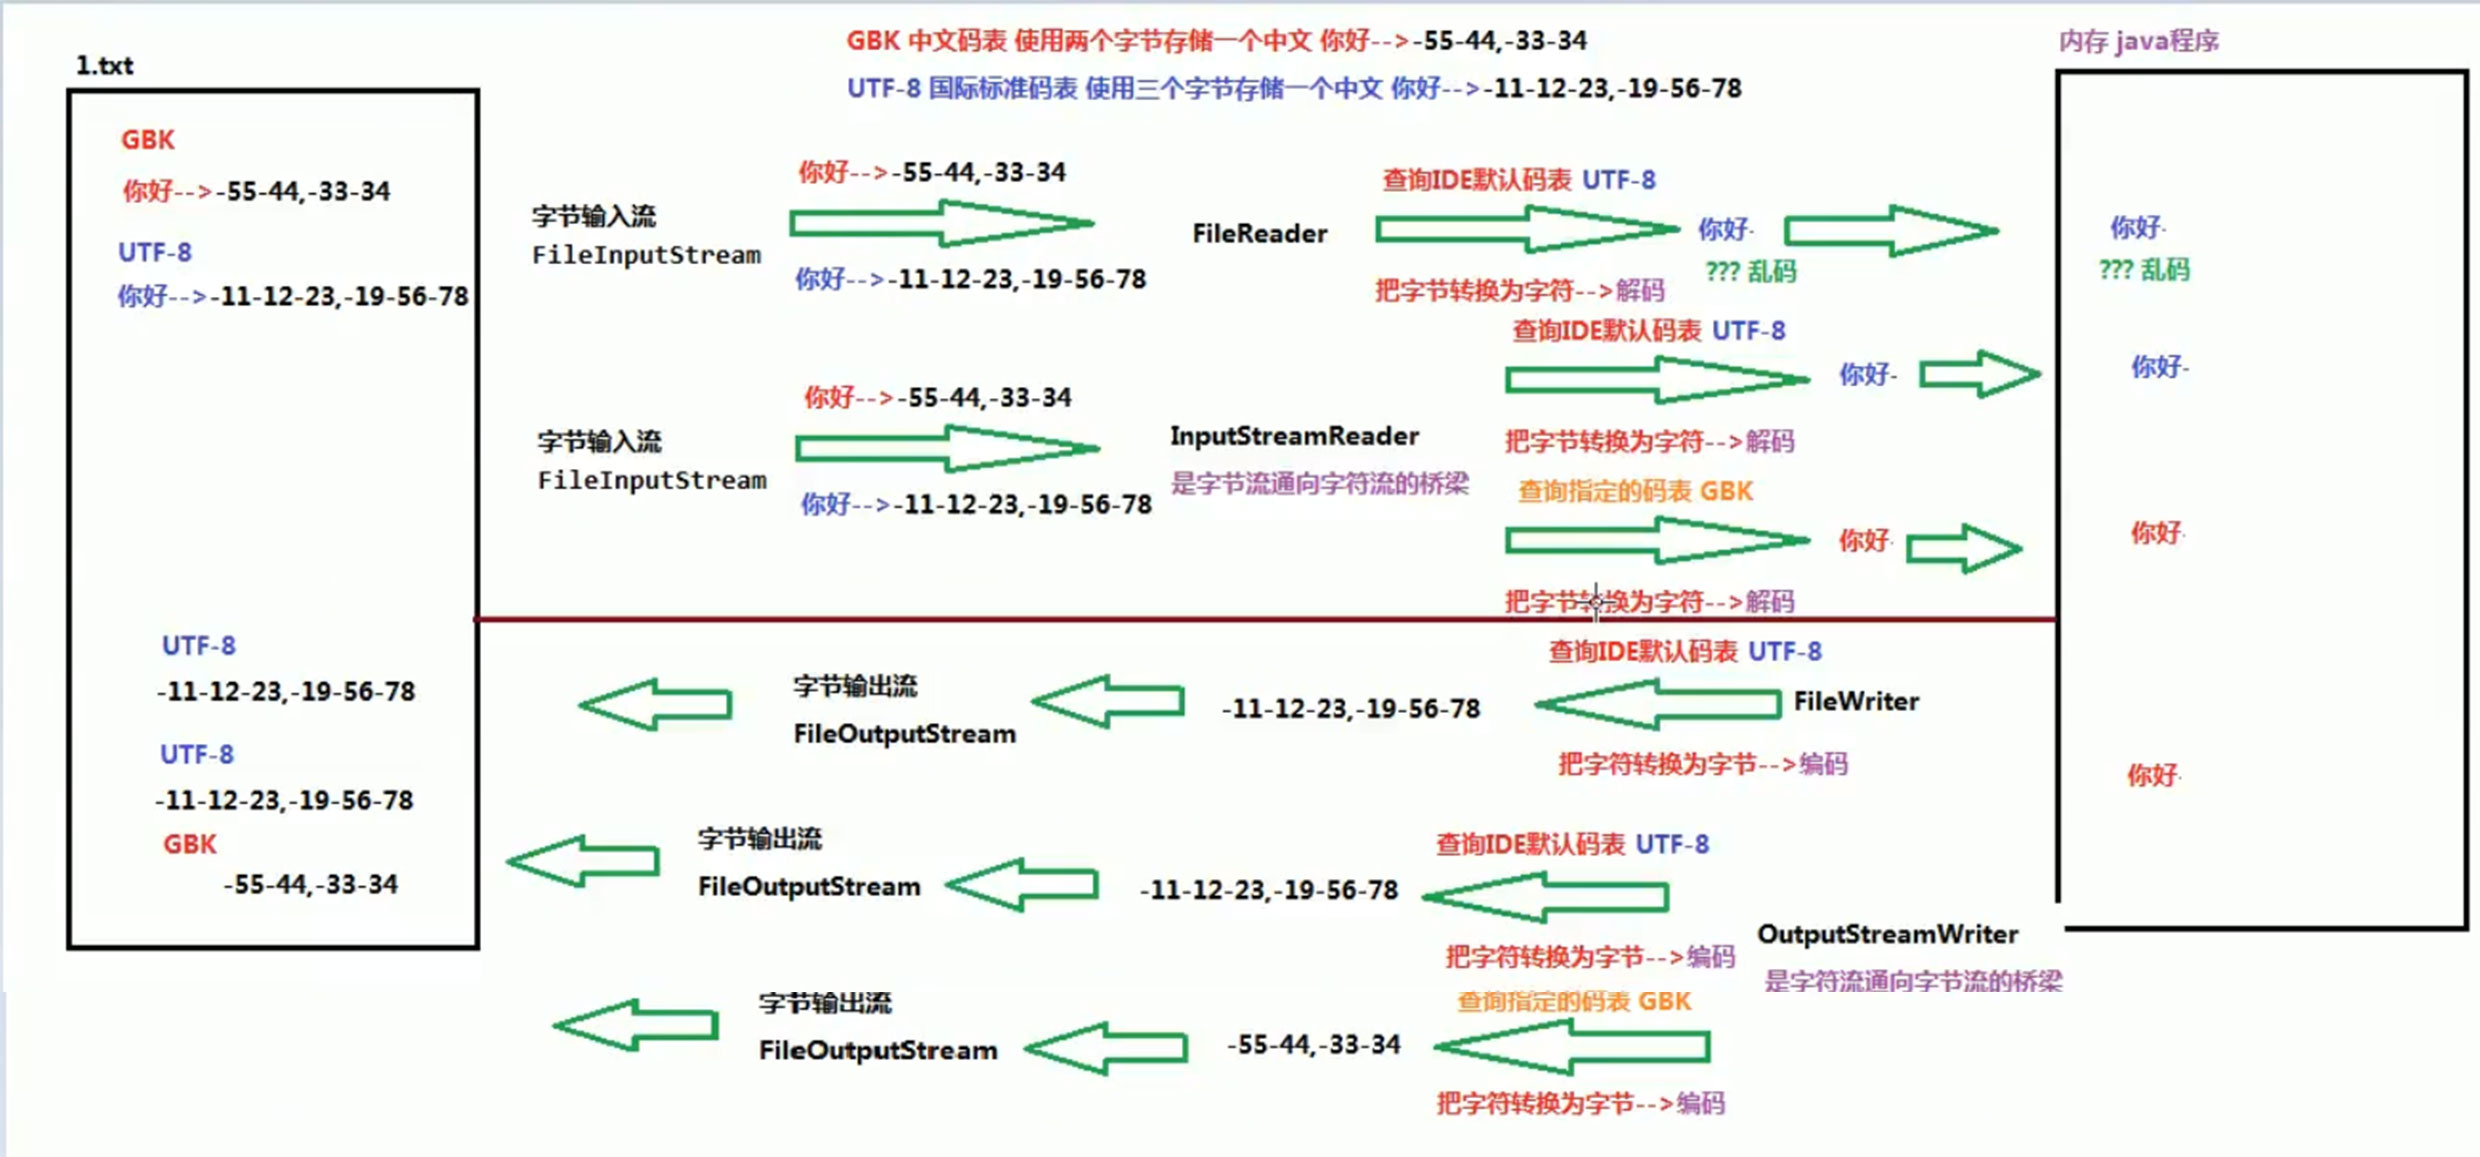 GBK 中文码表 使用两个字节存储一个中文 你好-->-55-44,-33-34
UTF-8 国际标准码表 使用三个字节存储一个中文 你好-->-11-12-23,-19-56-78
内存 java程序
1.txt
GBK
你好-->-55-44,-33-34
UTF-8
你好-->-11-12-23,-19-56-78
字节输入流
FileInputStream
你好-->-55-44,-33-34
你好-->-11-12-23,-19-56-78
FileReader
查询IDE默认码表 UTF-8
把字节转换为字符-->解码
你好
??? 乱码
你好
??? 乱码
字节输入流
FileInputStream
你好-->-55-44,-33-34
你好-->-11-12-23,-19-56-78
InputStreamReader
是字节流通向字符流的桥梁
查询IDE默认码表 UTF-8
把字节转换为字符-->解码
你好-
你好-
查询指定的码表 GBK
把字节转换为字符-->解码
你好
你好
UTF-8
-11-12-23,-19-56-78
UTF-8
-11-12-23,-19-56-78
GBK
-55-44,-33-34
字节输出流
FileOutputStream
-11-12-23,-19-56-78
查询IDE默认码表 UTF-8
FileWriter
把字符转换为字节-->编码
你好
字节输出流
FileOutputStream
-11-12-23,-19-56-78
查询IDE默认码表 UTF-8
把字符转换为字节-->编码
OutputStreamWriter
是字符流通向字节流的桥梁
字节输出流
FileOutputStream
-55-44,-33-34
查询指定的码表 GBK
把字符转换为字节-->编码